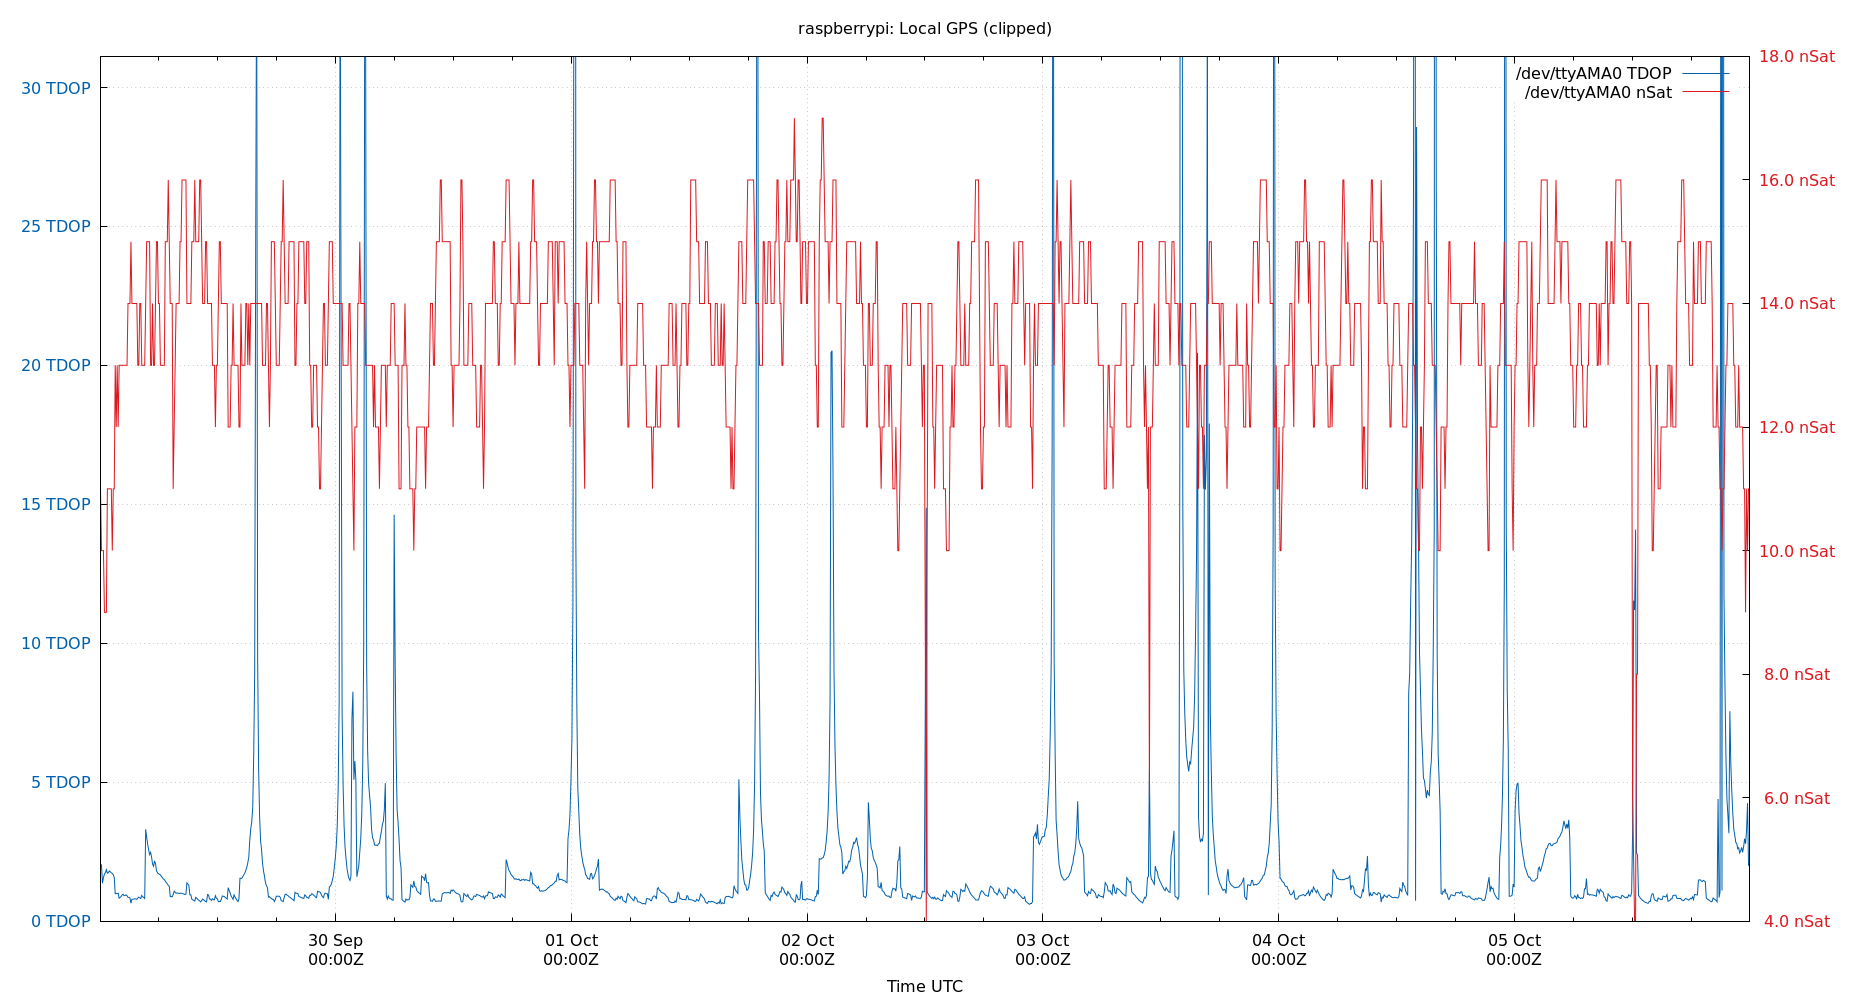 raspberrypi: Local GPS (clipped)
/dev/ttyAMA0 TDOP
/dev/ttyAMA0 nSat
30 TDOP
25 TDOP
20 TDOP
15 TDOP
10 TDOP
5 TDOP
0 TDOP
18.0 nSat
16.0 nSat
14.0 nSat
12.0 nSat
10.0 nSat
8.0 nSat
6.0 nSat
4.0 nSat
30 Sep 01 Oct 02 Oct 03 Oct 04 Oct 05 Oct
00:00Z 00:00Z 00:00Z 00:00Z 00:00Z 00:00Z
Time UTC